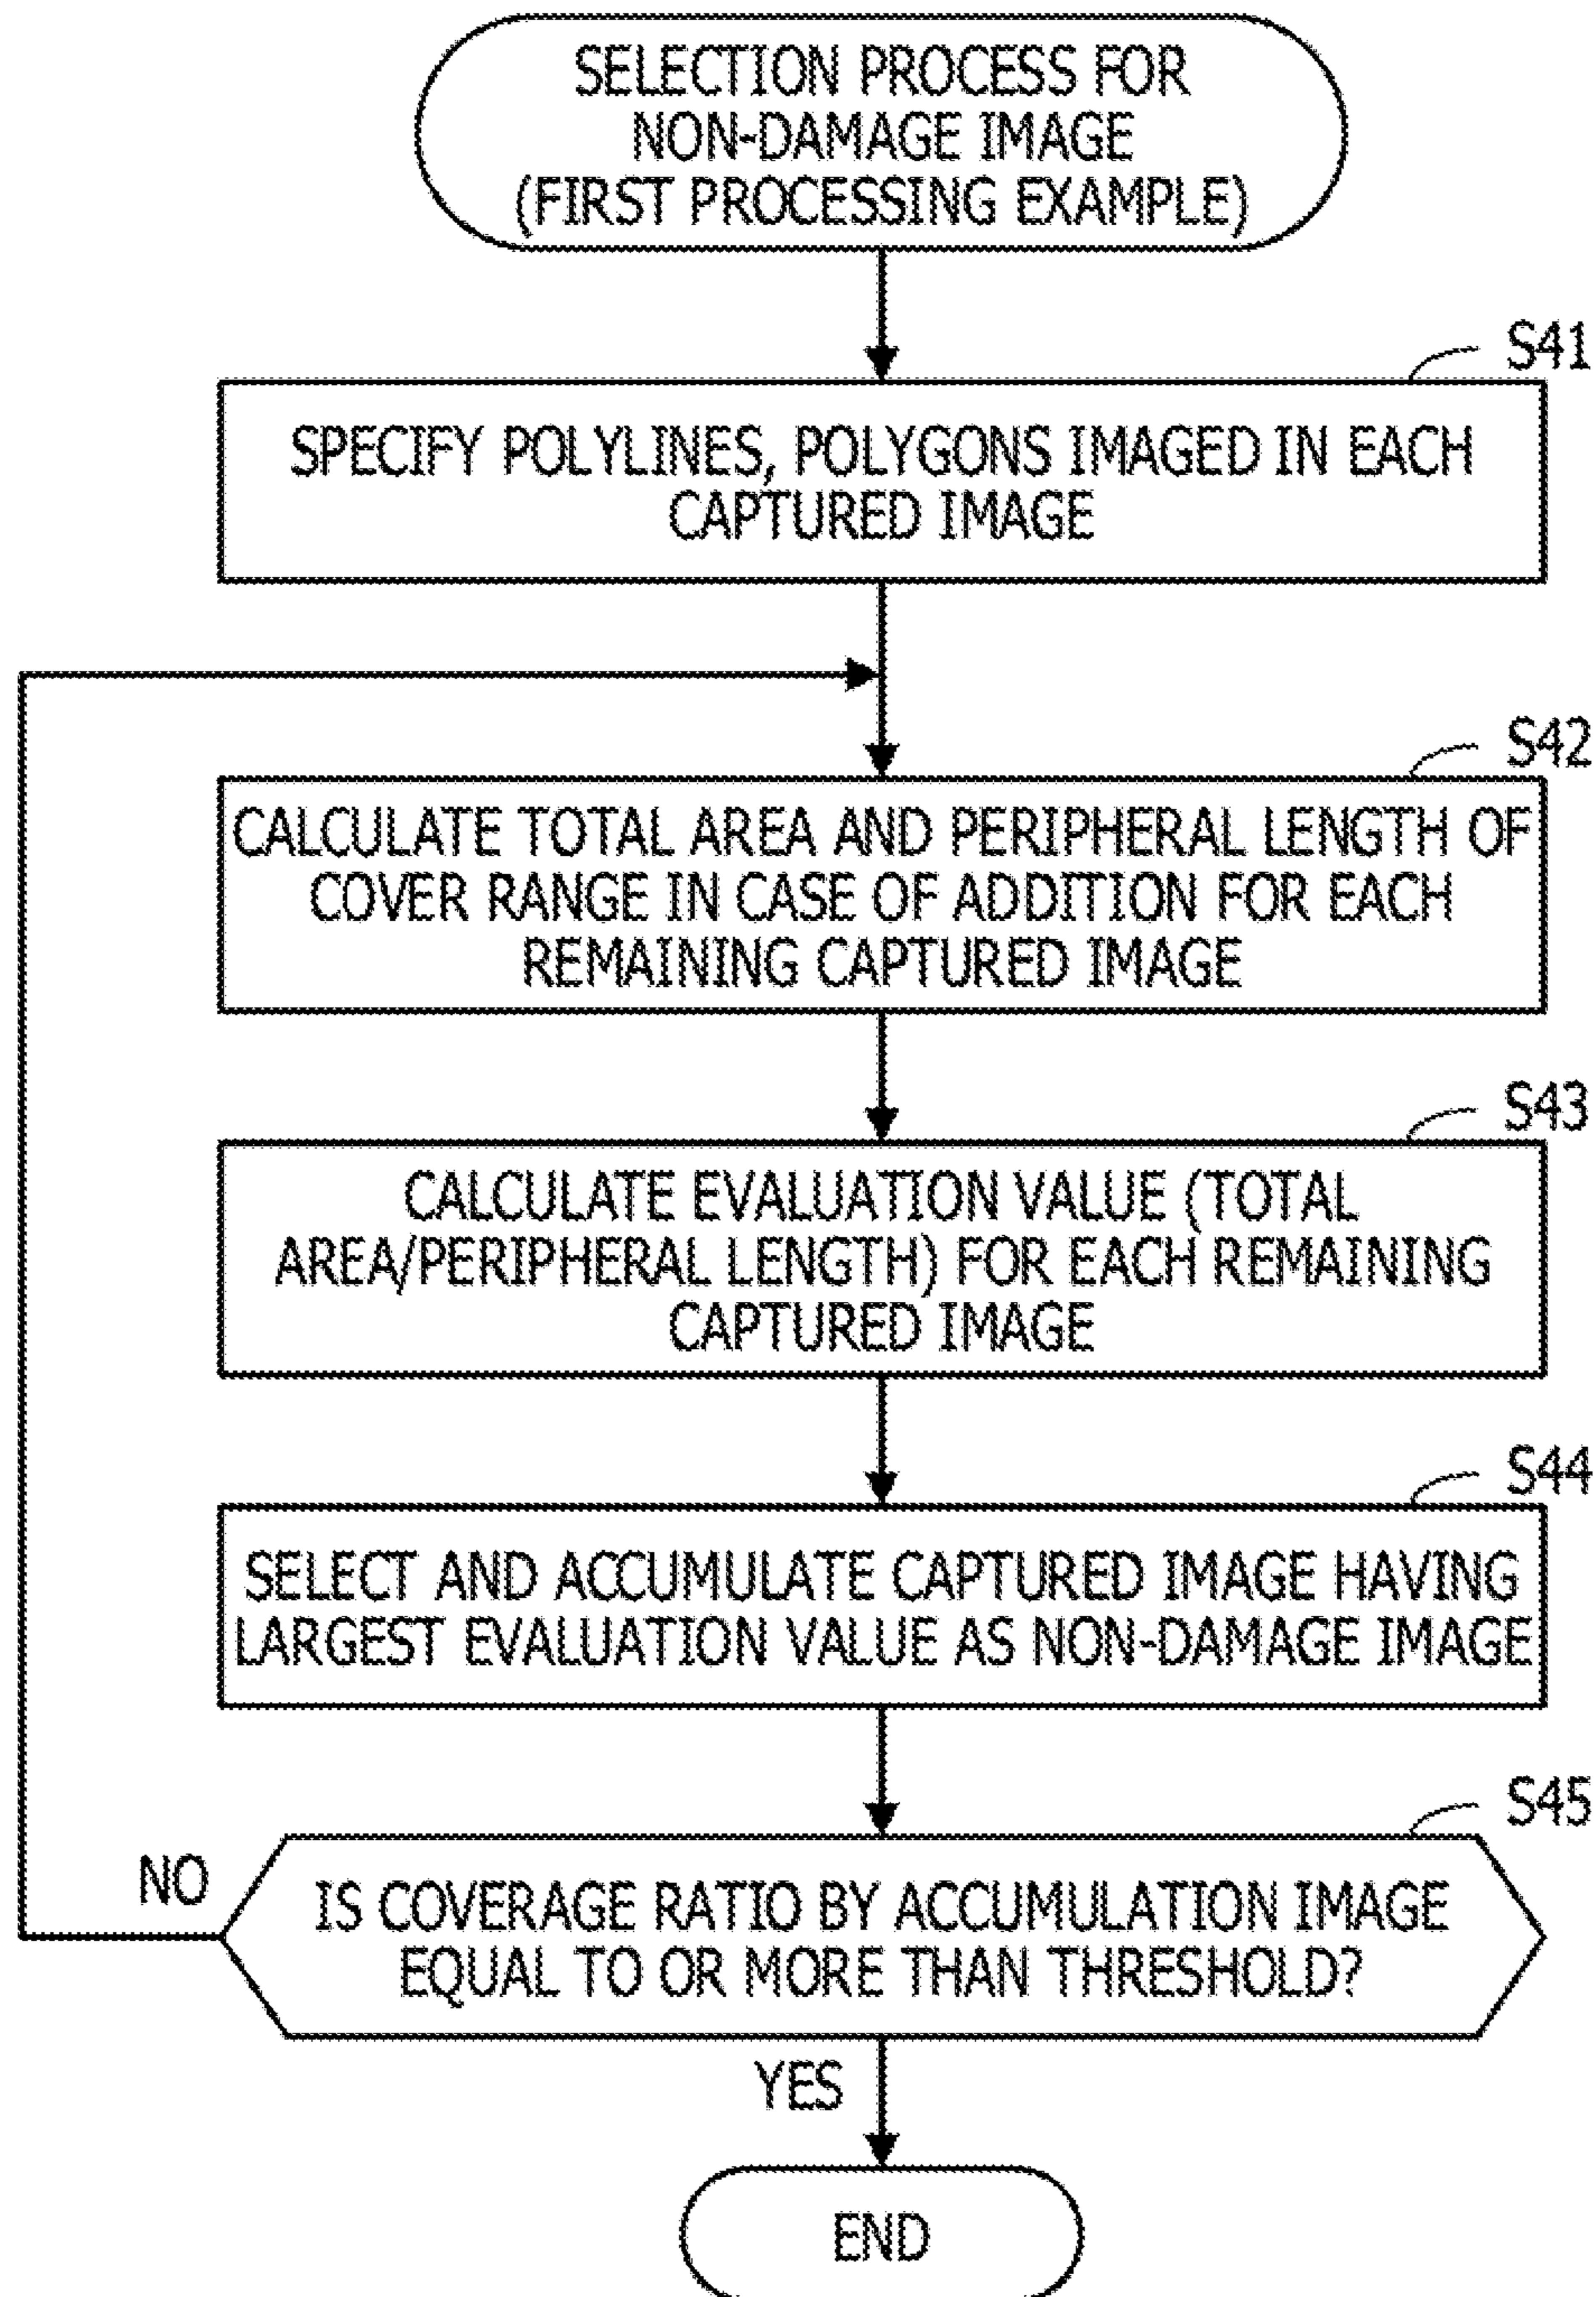 SELECTION PROCESS FOR
NON-DAMAGE IMAGE
(FIRST PROCESSING EXAMPLE)
S41
SPECIFY POLYLINES, POLYGONS IMAGED IN EACH
CAPTURED IMAGE
S42
CALCULATE TOTAL AREA AND PERIPHERAL LENGTH OF
COVER RANGE IN CASE OF ADDITION FOR EACH
REMAINING CAPTURED IMAGE
S43
CALCULATE EVALUATION VALUE (TOTAL
AREA/PERIPHERAL LENGTH) FOR EACH REMAINING
CAPTURED IMAGE
S44
SELECT AND ACCUMULATE CAPTURED IMAGE HAVING
LARGEST EVALUATION VALUE AS NON-DAMAGE IMAGE
S45
NO
IS COVERAGE RATIO BY ACCUMULATION IMAGE
EQUAL TO OR MORE THAN THRESHOLD?
YES
END